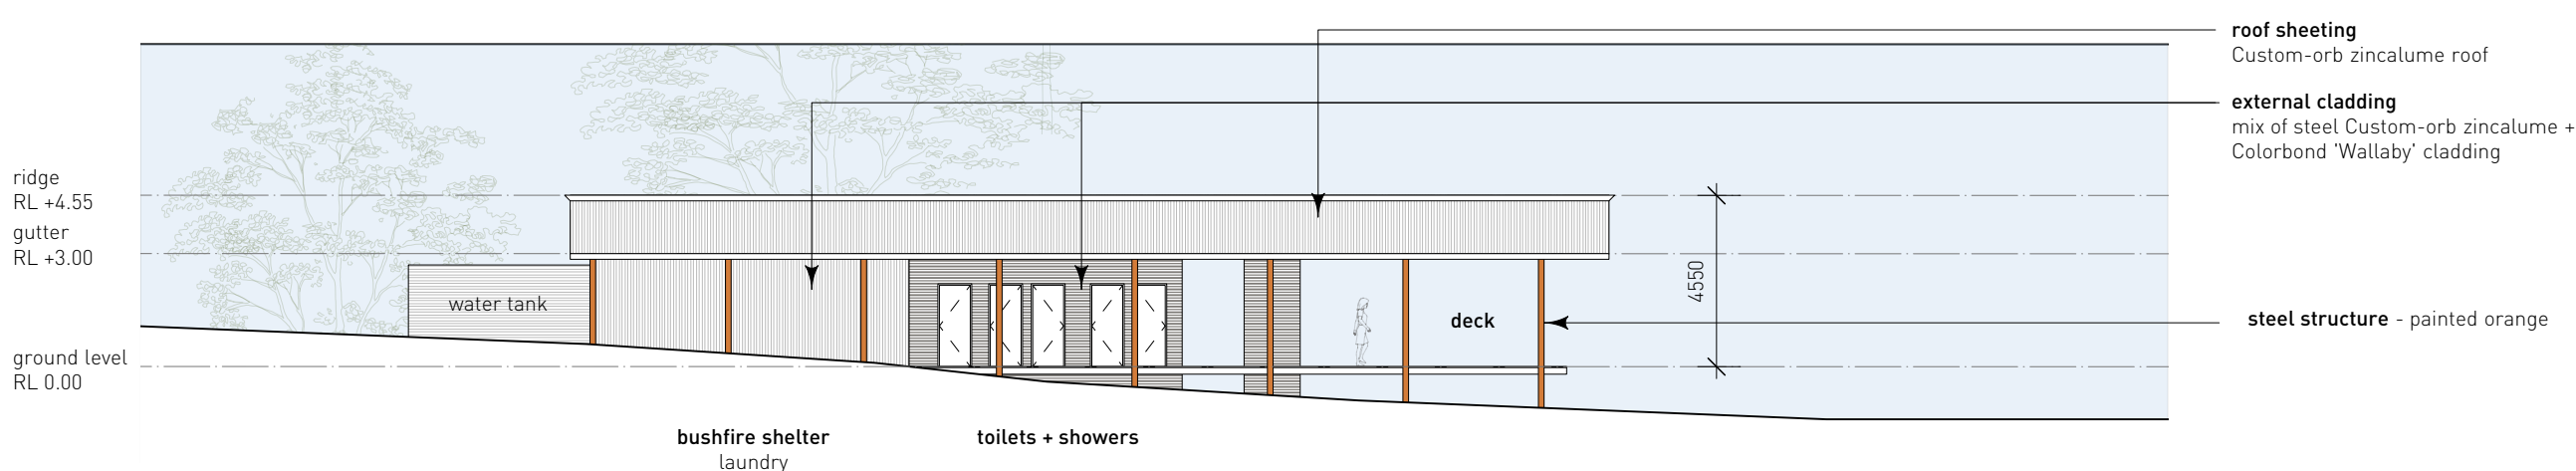 roof sheeting
Custom-orb zincalume roof
external cladding
mix of steel Custom-orb zincalume +
Colorbond 'Wallaby' cladding
ridge
RL +4.55
gutter
RL +3.00
4550
water tank
deck
steel structure - painted orange
ground level
RL 0.00
bushfire shelter
laundry
toilets + showers